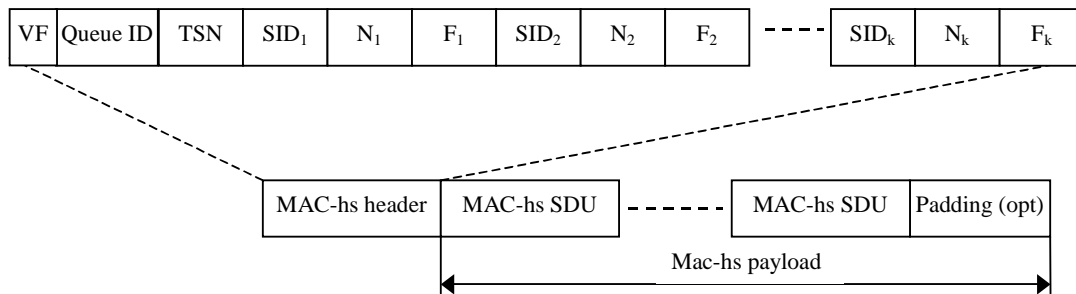 VF Queue ID TSN SID₁ N₁ F₁ SID₂ N₂ F₂ SIDₖ Nₖ Fₖ
MAC-hs header MAC-hs SDU MAC-hs SDU Padding (opt)
Mac-hs payload